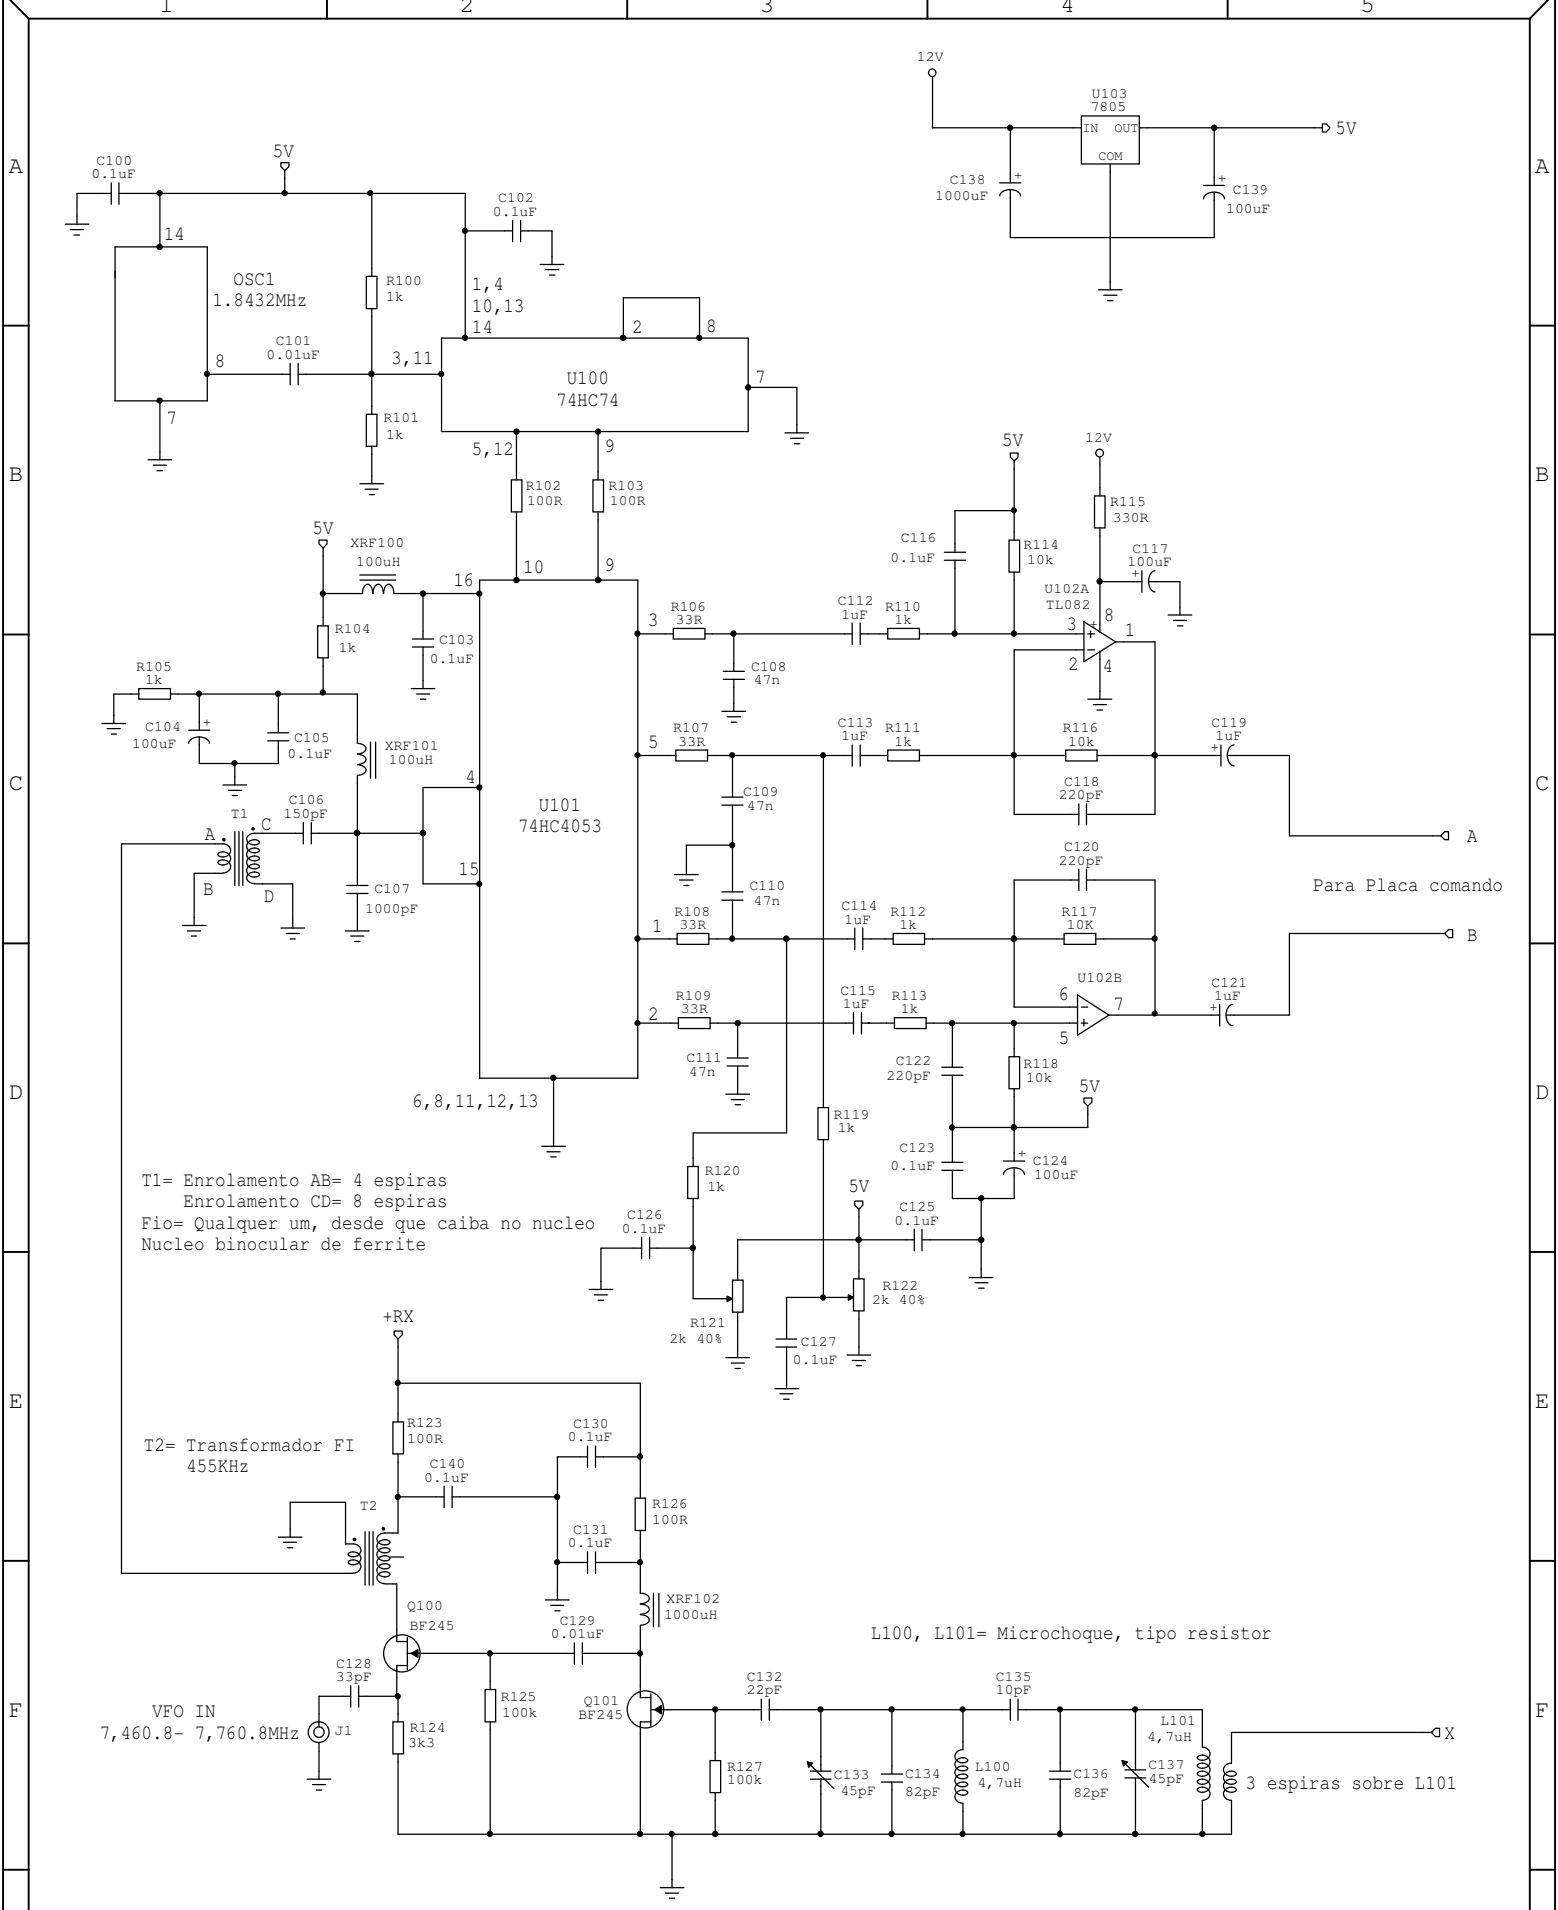 1 2 3 4 5
12V
U103
7805
IN OUT
COM
5V
C138
1000uF
+
C139
100uF
+
A A
5V
C100
0.1uF
C102
0.1uF
14
OSC1
1.8432MHz
R100
1k
1,4
10,13
14
2 8
C101
0.01uF
8
3,11
U100
74HC74
7
7
R101
1k
5,12 9
B B
R102
100R
R103
100R
5V
12V
R115
330R
C116
0.1uF
R114
10k
C117
100uF
+
5V
XRF100
100uH
16 10 9
U102A
TL082
8
R104
1k
C103
0.1uF
3
R106
33R
C112
1uF
R110
1k
3 + 1
2 - 4
+
R105
1k
C108
47n
C104
100uF
+
C105
0.1uF
XRF101
100uH
5
R107
33R
C113
1uF
R111
1k
R116
10k
C119
1uF
+
C C
4
C109
47n
C118
220pF
U101
74HC4053
T1
C106
150pF
A C
B D
A
C120
220pF
15
C107
1000pF
C110
47n
Para Placa comando
1
R108
33R
C114
1uF
R112
1k
R117
10K
B
U102B
2
R109
33R
C115
1uF
R113
1k
6 - 7
5 +
C121
1uF
+
C111
47n
C122
220pF
R118
10k
5V
D D
6,8,11,12,13
R119
1k
C123
0.1uF
C124
100uF
+
R120
1k
T1= Enrolamento AB= 4 espiras
Enrolamento CD= 8 espiras
Fio= Qualquer um, desde que caiba no nucleo
Nucleo binocular de ferrite
5V
C126
0.1uF
C125
0.1uF
R121
2k 40%
R122
2k 40%
C127
0.1uF
+RX
E E
R123
100R
C130
0.1uF
T2= Transformador FI
455KHz
C140
0.1uF
T2
R126
100R
C131
0.1uF
Q100
BF245
XRF102
1000uH
C129
0.01uF
L100, L101= Microchoque, tipo resistor
C128
33pF
Q101
BF245
C132
22pF
C135
10pF
F F
VFO IN
7,460.8- 7,760.8MHz
J1
R124
3k3
R125
100k
R127
100k
C133
45pF
C134
82pF
L100
4,7uH
C136
82pF
C137
45pF
L101
4,7uH
X
3 espiras sobre L101